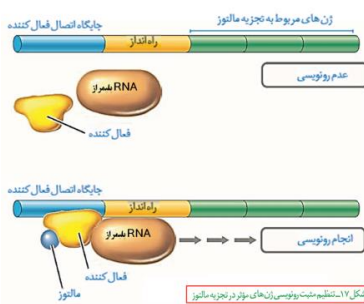 ژن های مربوط به تجزیه مالتوز
جایگاه اتصال فعال کننده
راه انداز
عدم رونویسی
RNA بسپاراز
فعال کننده
جایگاه اتصال فعال کننده
راه انداز
RNA بسپاراز
انجام رونویسی
فعال کننده
مالتوز
شکل ۱۷ـ تنظیم مثبت رونویسی ژن های مؤثر در تجزیه مالتوز